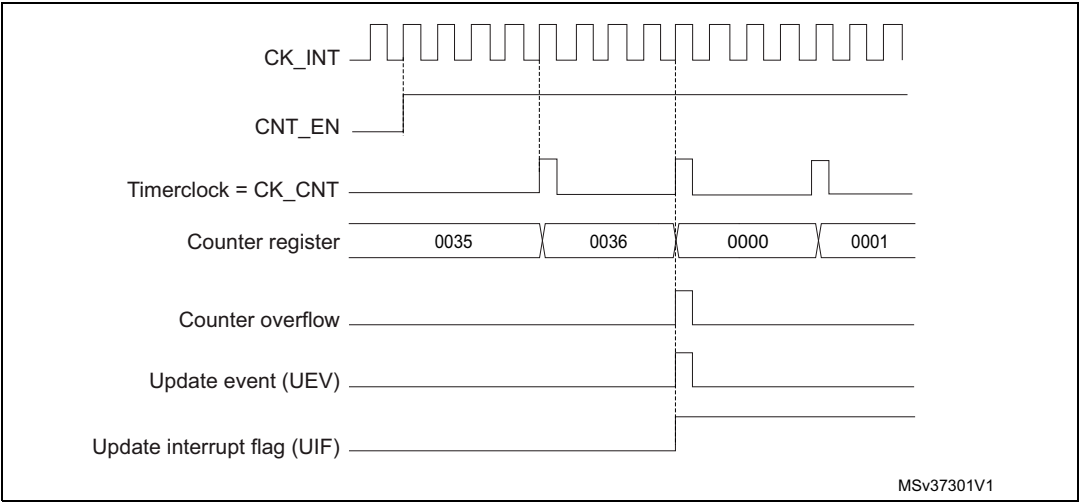 CK_INT
CNT_EN
Timerclock = CK_CNT
Counter register 0035 0036 0000 0001
Counter overflow
Update event (UEV)
Update interrupt flag (UIF)
MSv37301V1